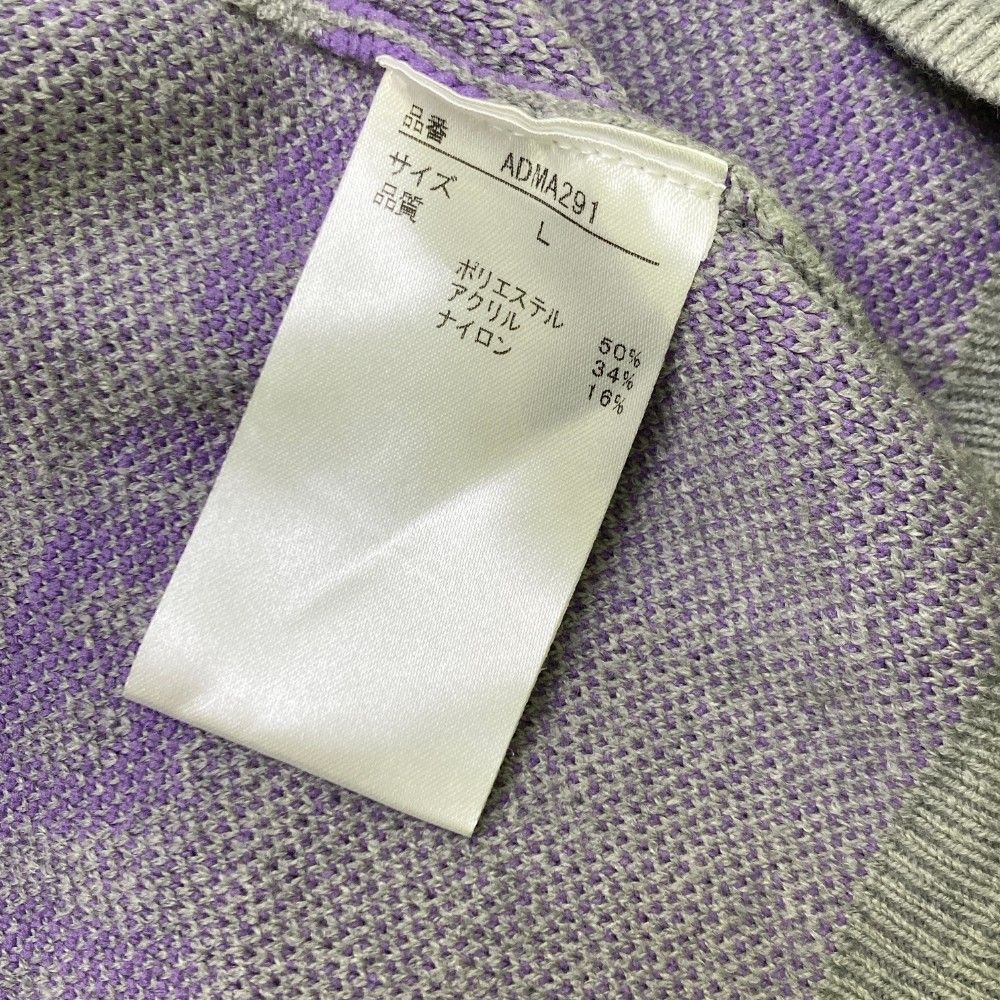 品番 ADMA291
サイズ L
品質
ポリエステル 50%
アクリル 34%
ナイロン 16%